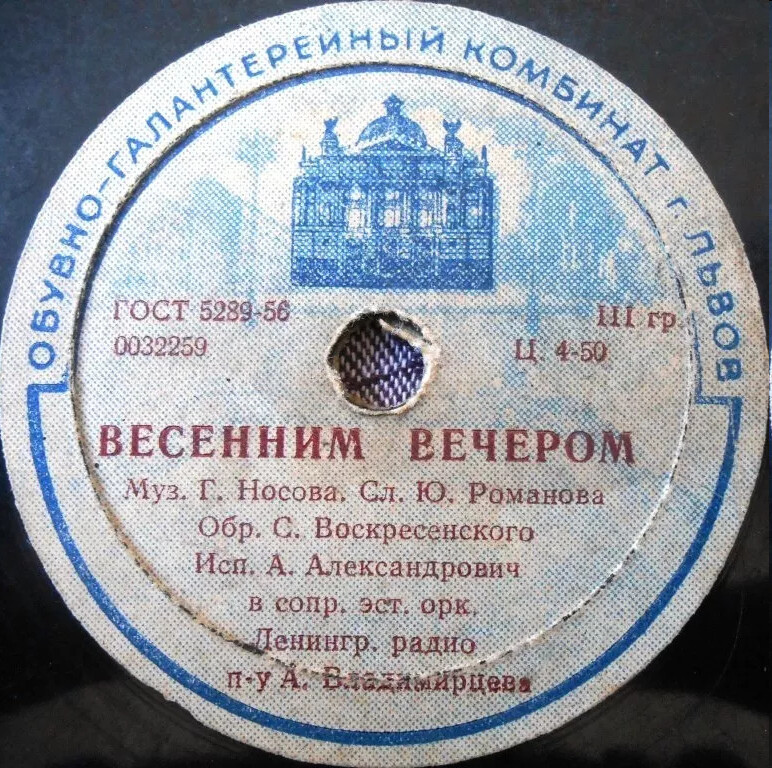 ОБУВНО-ГАЛАНТЕРЕЙНЫЙ КОМБИНАТ г. ЛЬВОВ
ГОСТ 5289-56 III гр.
0032259 Ц. 4-50
ВЕСЕННИМ ВЕЧЕРОМ
Муз. Г. Носова. Сл. Ю. Романова
Обр. С. Воскресенского
Исп. А. Александрович
в сопр. эст. орк.
Ленингр. радио
п-у А. Владимирцева